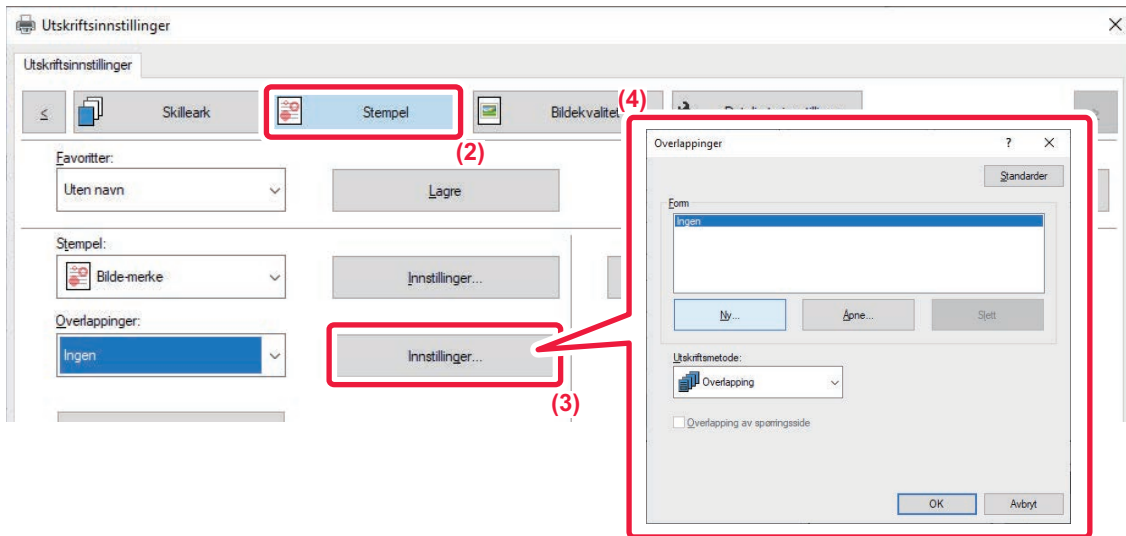 Utskriftsinnstillinger
Utskriftsinnstillinger
≤ Skilleark Stempel Bildekvalitet
(2)
(4)
Favoritter:
Uten navn Lagre
Stempel:
Bilde-merke Innstillinger...
Overlappinger:
Ingen Innstillinger...
(3)
Overlappinger ?
Standarder
Form
Ingen
Ny... Åpne... Slett
Utskriftsmetode:
Overlapping
Overlapping av sporringsside
OK Avbryt